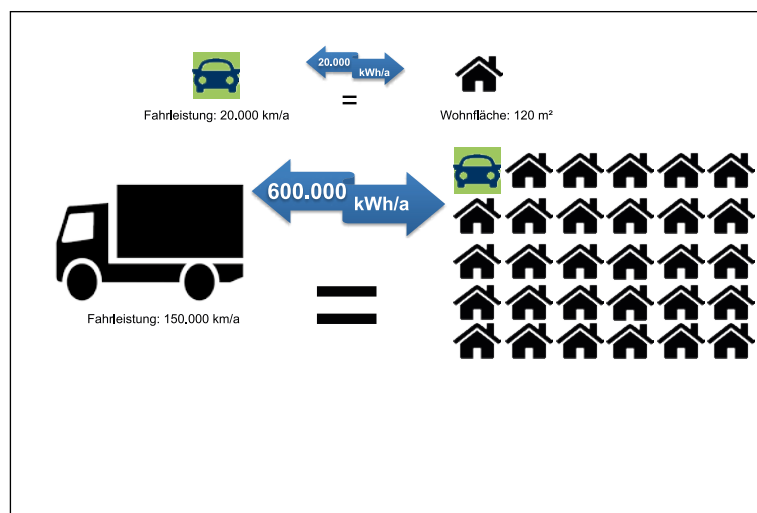 20.000
kWh/a
=
Fahrleistung: 20.000 km/a
Wohnfläche: 120 m²
600.000
kWh/a
=
Fahrleistung: 150.000 km/a